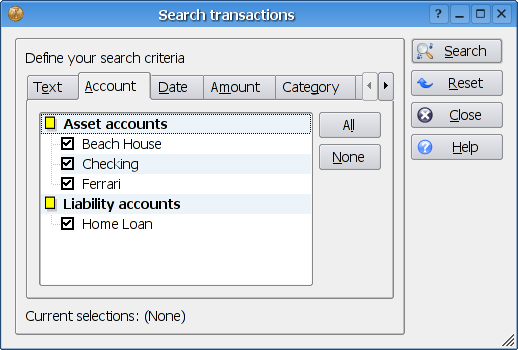 Search transactions
Define your search criteria
Text Account Date Amount Category
Asset accounts
Beach House
Checking
Ferrari
Liability accounts
Home Loan
All
None
Current selections: (None)
Search
Reset
Close
Help